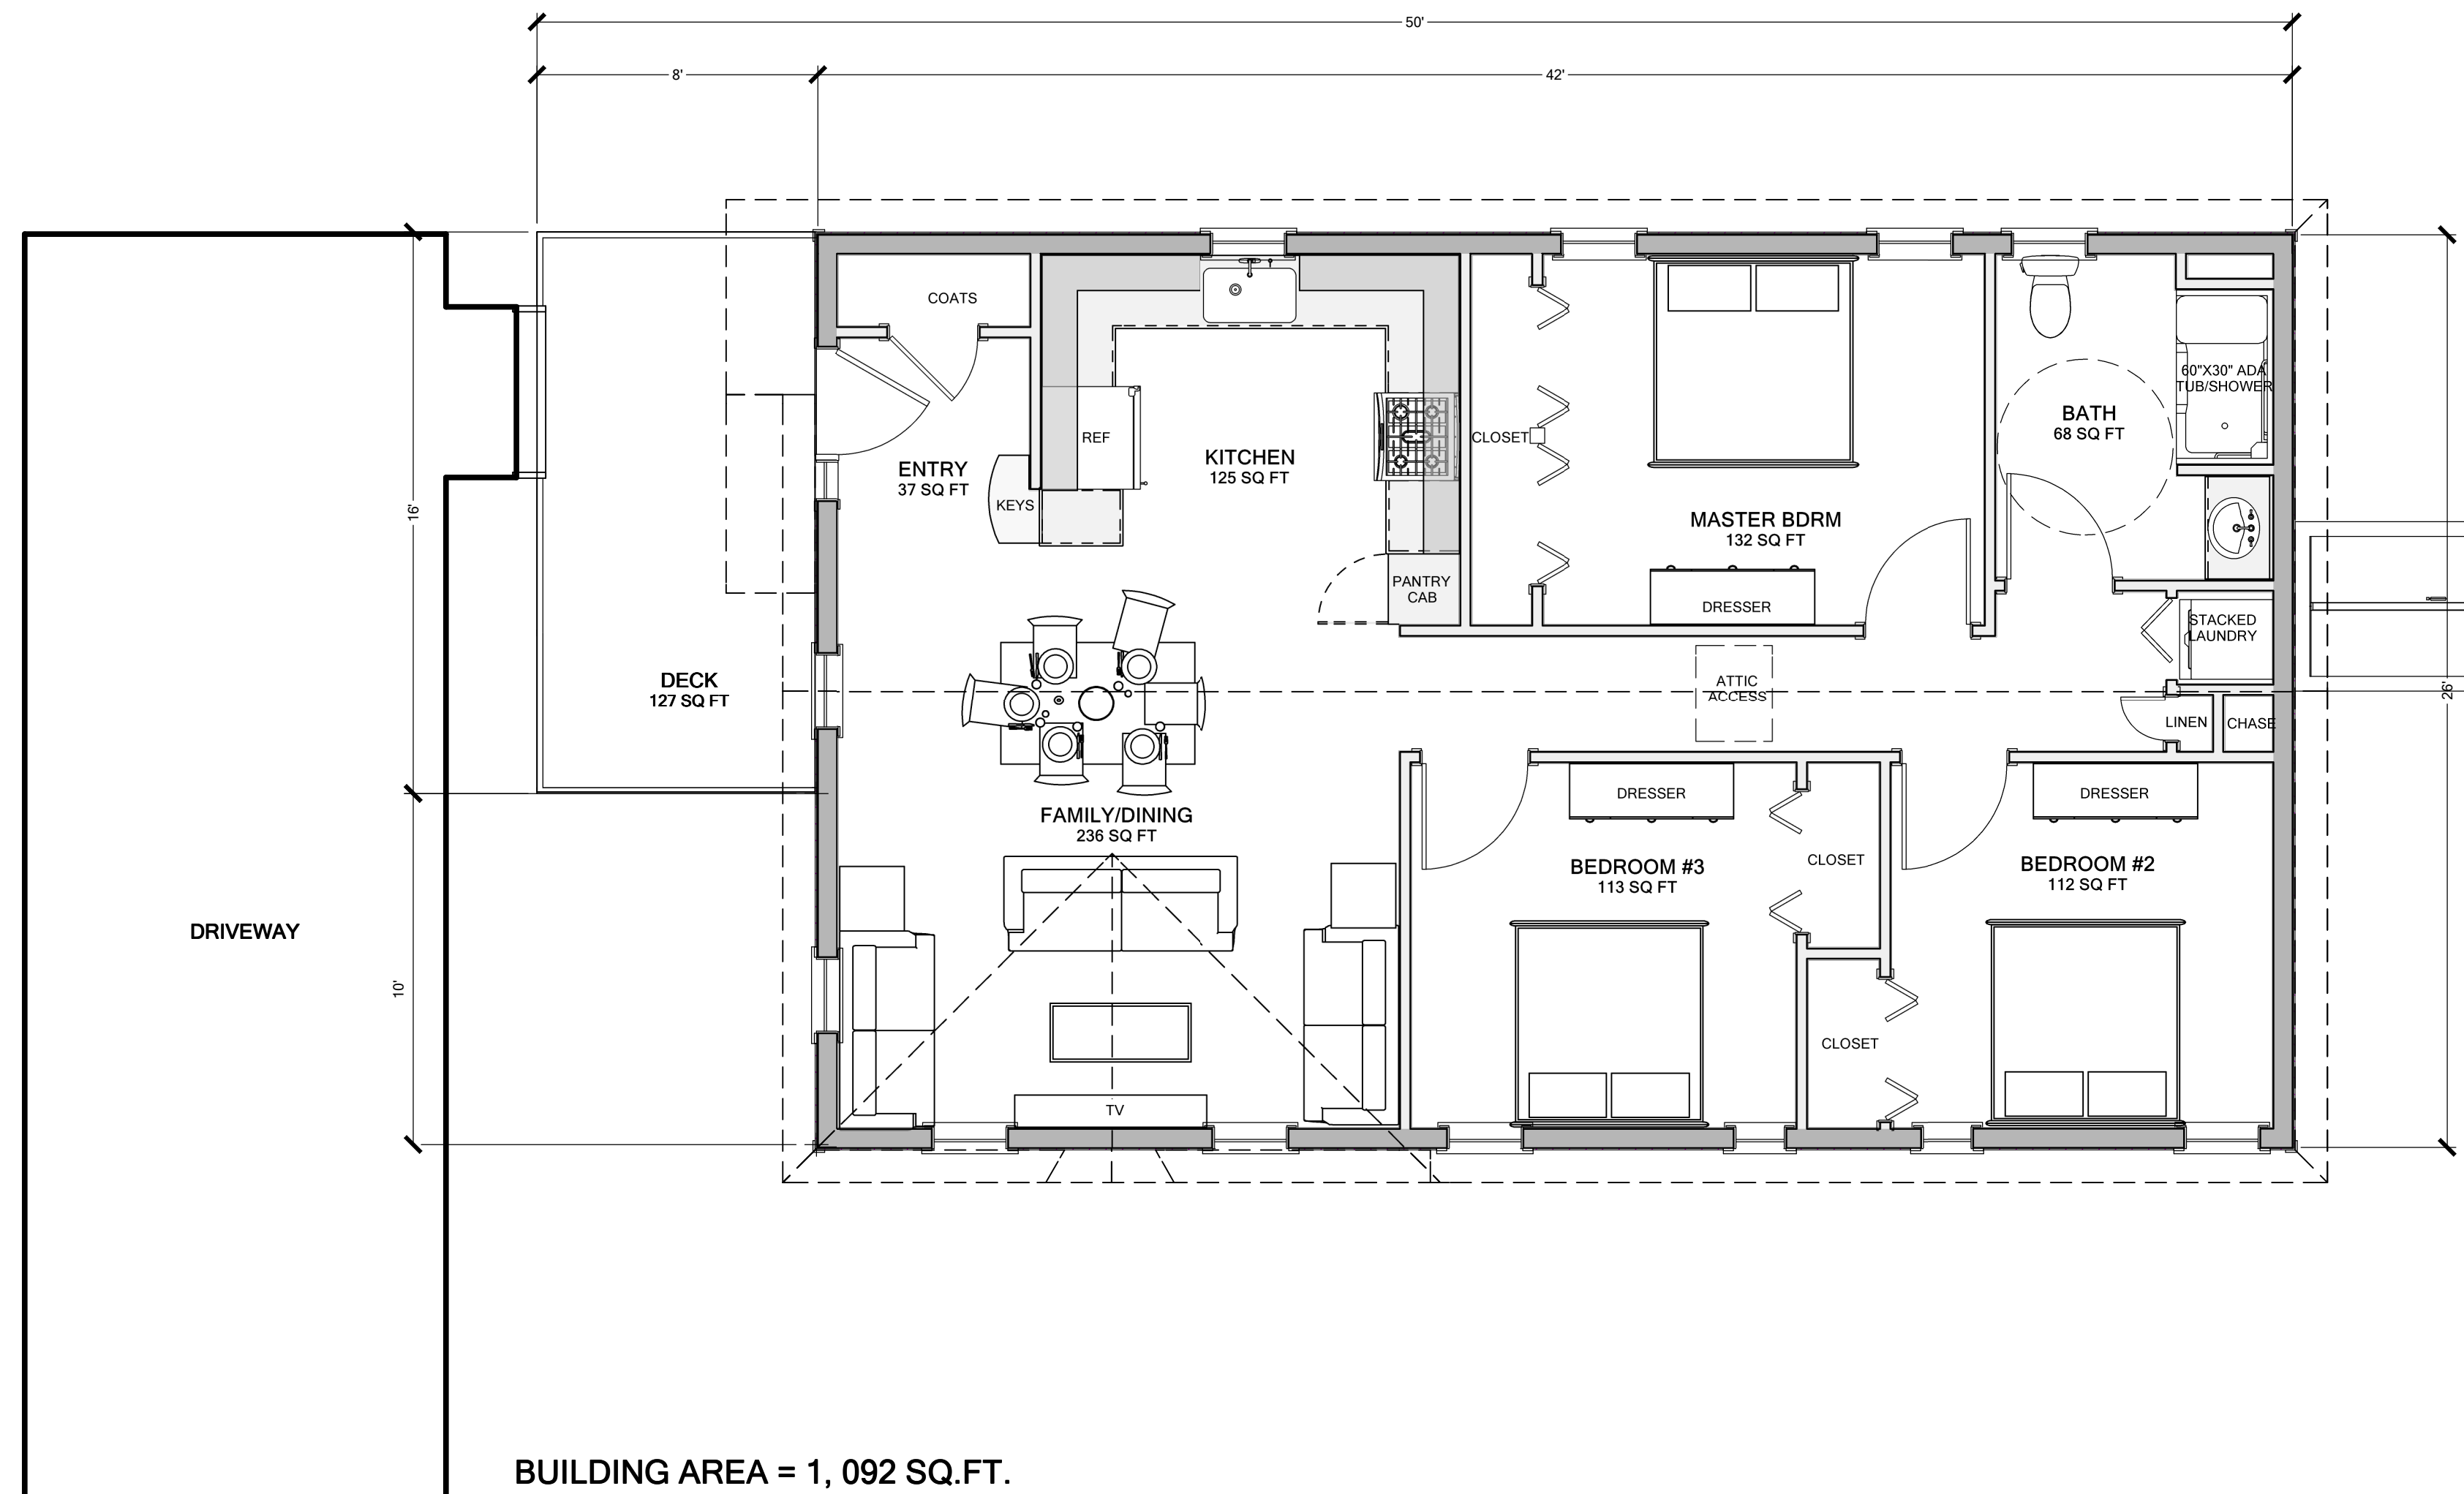 50'
8'
42'
COATS
60"X30" ADA
TUB/SHOWER
BATH
68 SQ FT
REF
CLOSET
KITCHEN
125 SQ FT
ENTRY
37 SQ FT
KEYS
16'
MASTER BDRM
132 SQ FT
PANTRY
CAB
DRESSER
STACKED
LAUNDRY
DECK
127 SQ FT
ATTIC
ACCESS
26'
LINEN
CHASE
DRESSER
DRESSER
FAMILY/DINING
236 SQ FT
CLOSET
BEDROOM #3
113 SQ FT
BEDROOM #2
112 SQ FT
DRIVEWAY
10'
CLOSET
TV
BUILDING AREA = 1, 092 SQ.FT.